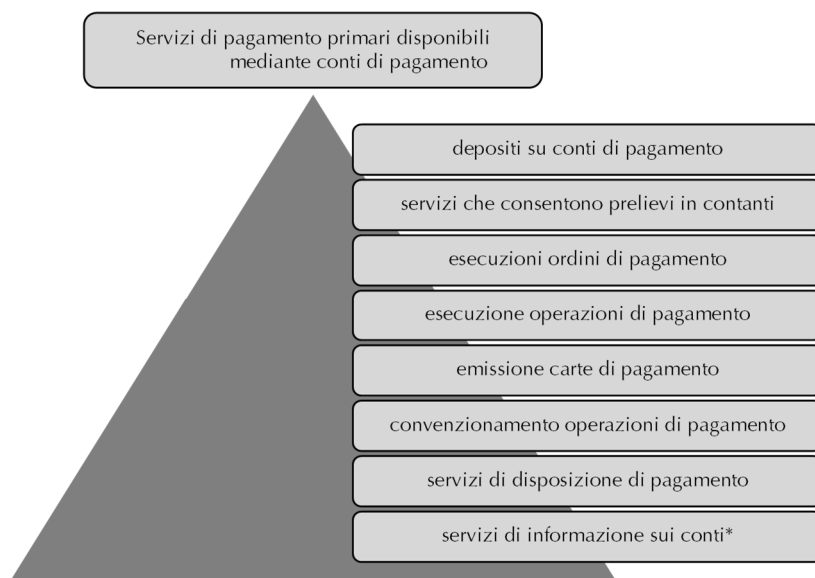 Servizi di pagamento primari disponibili
mediante conti di pagamento
depositi su conti di pagamento
servizi che consentono prelievi in contanti
esecuzioni ordini di pagamento
esecuzione operazioni di pagamento
emissione carte di pagamento
convenzionamento operazioni di pagamento
servizi di disposizione di pagamento
servizi di informazione sui conti*